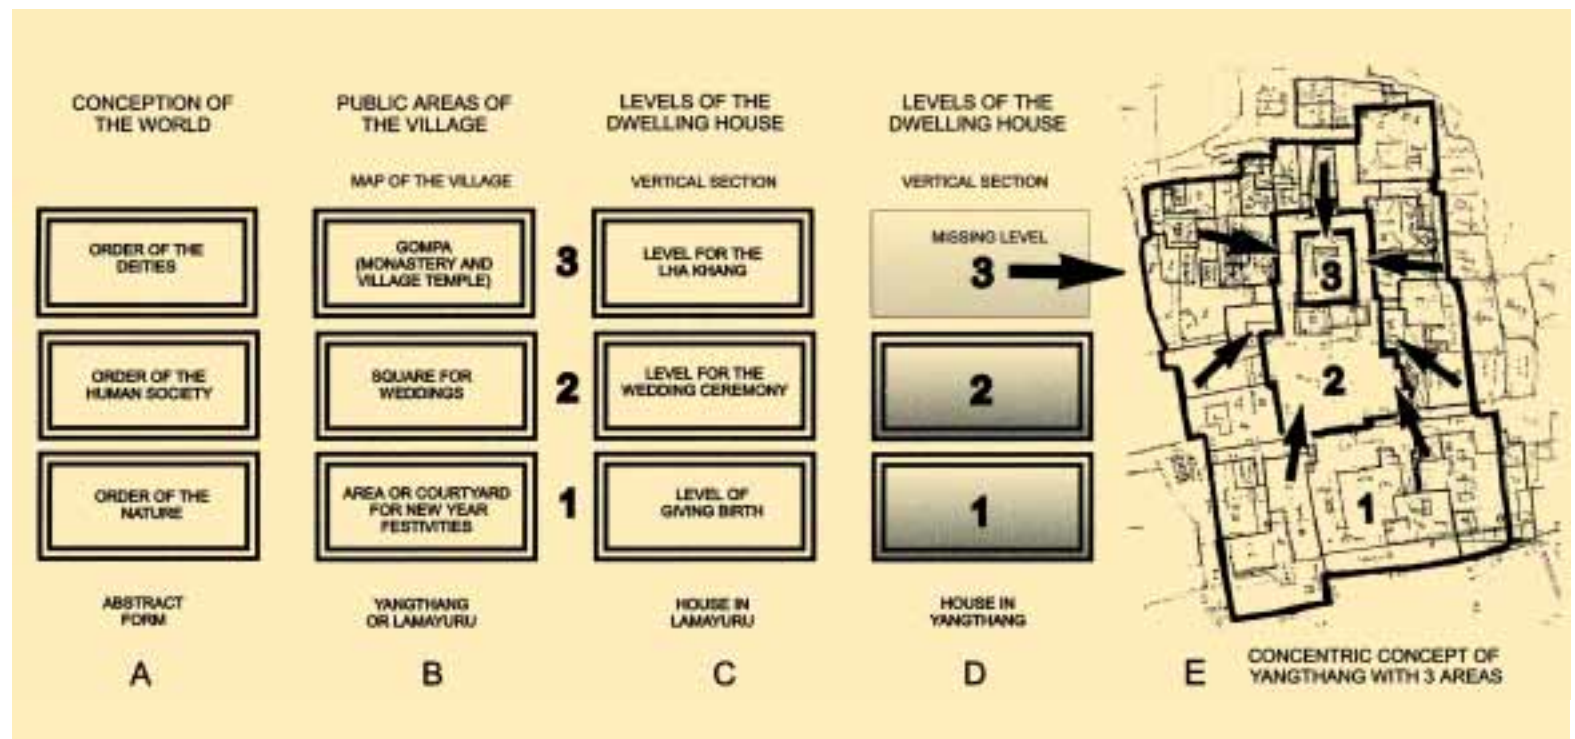 CONCEPTION OF
THE WORLD
ORDER OF THE
DEITIES
ORDER OF THE
HUMAN SOCIETY
ORDER OF THE
NATURE
ABSTRACT
FORM
A
PUBLIC AREAS OF
THE VILLAGE
MAP OF THE VILLAGE
GOMPA
(MONASTERY AND
VILLAGE TEMPLE)
SQUARE FOR
WEDDINGS
AREA OR COURTYARD
FOR NEW YEAR
FESTIVITIES
YANGTHANG
OR LAMAYURU
B
3
2
1
LEVELS OF THE
DWELLING HOUSE
VERTICAL SECTION
LEVEL FOR THE
LHA KHANG
LEVEL FOR THE
WEDDING CEREMONY
LEVEL OF
GIVING BIRTH
HOUSE IN
LAMAYURU
C
LEVELS OF THE
DWELLING HOUSE
VERTICAL SECTION
MISSING LEVEL
3
2
1
HOUSE IN
YANGTHANG
D
3
2
1
E
CONCENTRIC CONCEPT OF
YANGTHANG WITH 3 AREAS